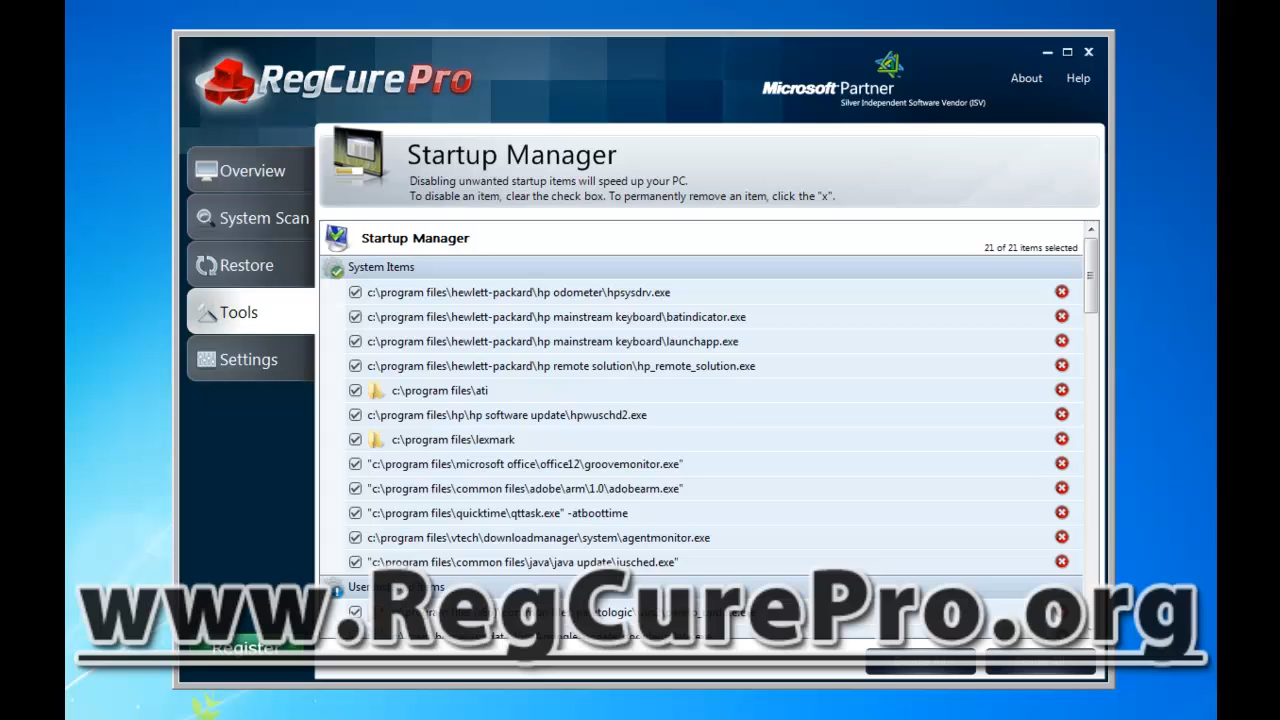 RegCure Pro
Microsoft Partner
Silver Independent Software Vendor (ISV)
About
Help
Overview
System Scan
Restore
Tools
Settings
Register
Startup Manager
Disabling unwanted startup items will speed up your PC.
To disable an item, clear the check box. To permanently remove an item, click the "x".
Startup Manager
21 of 21 items selected
System Items
c:\program files\hewlett-packard\hp odometer\hpsysdrv.exe
c:\program files\hewlett-packard\hp mainstream keyboard\batindicator.exe
c:\program files\hewlett-packard\hp mainstream keyboard\launchapp.exe
c:\program files\hewlett-packard\hp remote solution\hp_remote_solution.exe
c:\program files\ati
c:\program files\hp\hp software update\hpwuschd2.exe
c:\program files\lexmark
"c:\program files\microsoft office\office12\groovemonitor.exe"
"c:\program files\common files\adobe\arm\1.0\adobearm.exe"
"c:\program files\quicktime\qttask.exe" -atboottime
c:\program files\vtech\downloadmanager\system\agentmonitor.exe
"c:\program files\common files\java\java update\jusched.exe"
www.RegCurePro.org